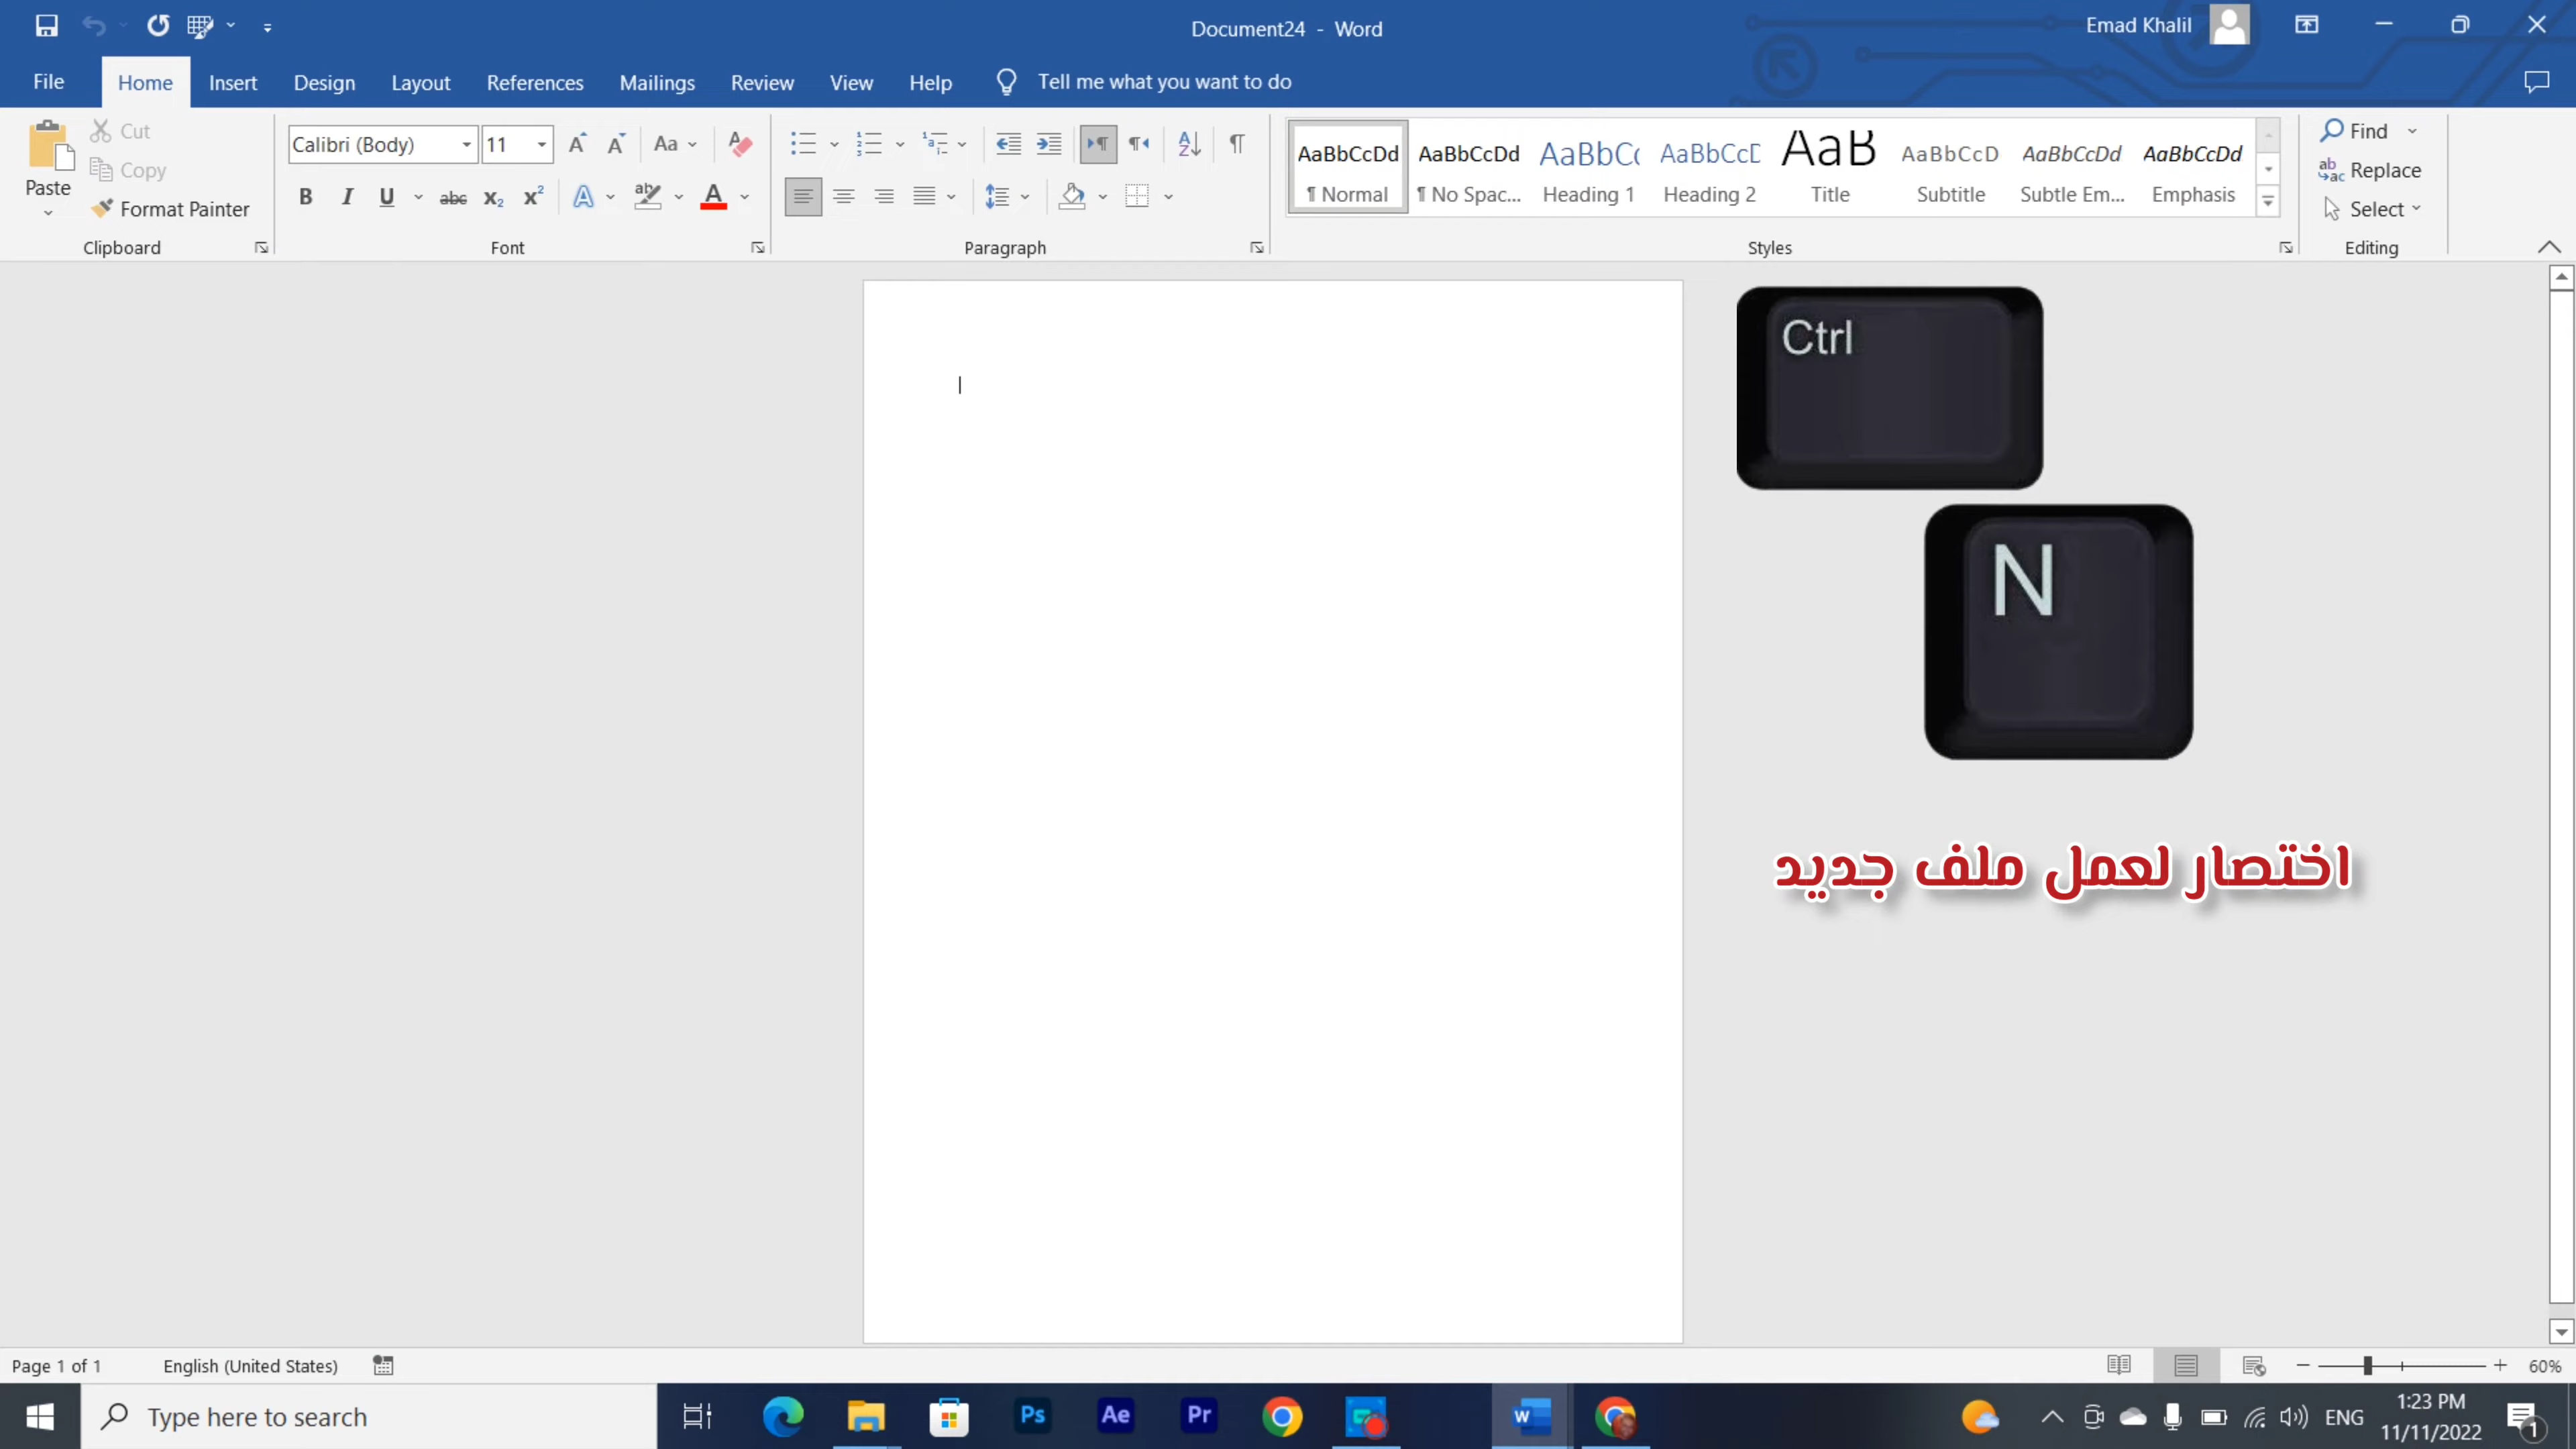 Document24 - Word
Emad Khalil
File Home Insert Design Layout References Mailings Review View Help Tell me what you want to do
Paste
Cut
Copy
Format Painter
Clipboard
Calibri (Body) 11
Font
Paragraph
AaBbCcDd AaBbCcDd AaBbCc AaBbCcD AaB AaBbCcD AaBbCcDd AaBbCcDd
¶ Normal ¶ No Spac... Heading 1 Heading 2 Title Subtitle Subtle Em... Emphasis
Styles
Find
Replace
Select
Editing
Ctrl
N
اختصار لعمل ملف جديد
Page 1 of 1 English (United States) 60%
Type here to search
Ps Ae Pr
ENG
1:23 PM
11/11/2022
1